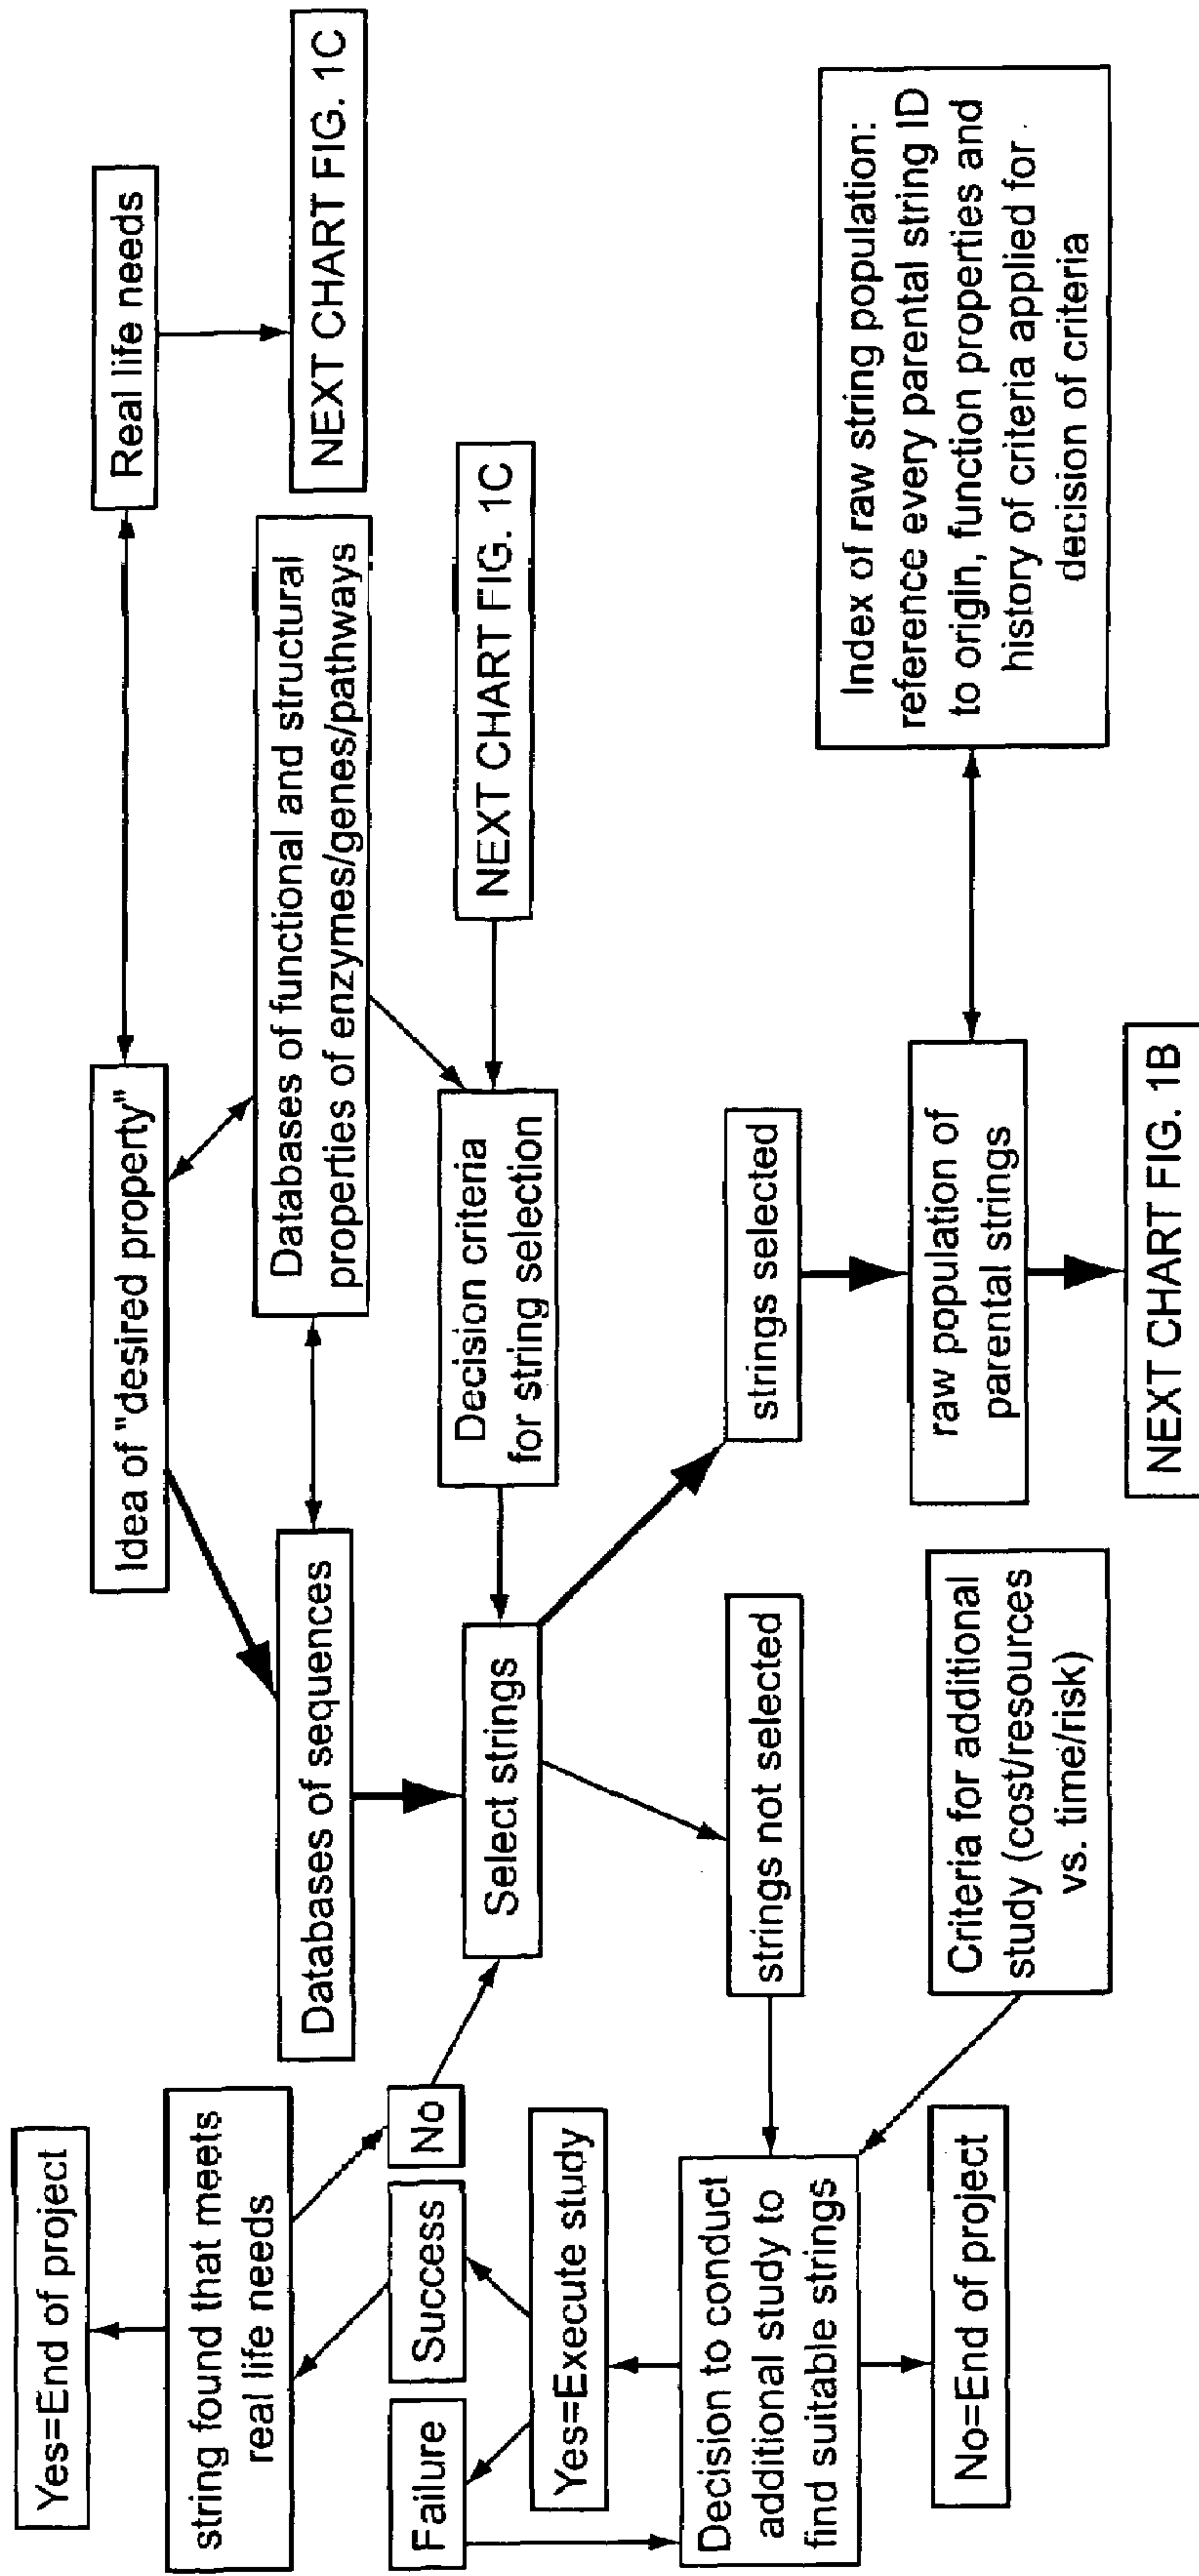 Yes=End of project
string found that meets
real life needs
Failure
Success
No
Yes=Execute study
Decision to conduct
additional study to
find suitable strings
No=End of project
Idea of "desired property"
Real life needs
NEXT CHART FIG. 1C
Databases of sequences
Databases of functional and structural
properties of enzymes/genes/pathways
Select strings
Decision criteria
for string selection
NEXT CHART FIG. 1C
strings not selected
strings selected
Criteria for additional
study (cost/resources
vs. time/risk)
raw population of
parental strings
Index of raw string population:
reference every parental string ID
to origin, function properties and
history of criteria applied for
decision of criteria
NEXT CHART FIG. 1B